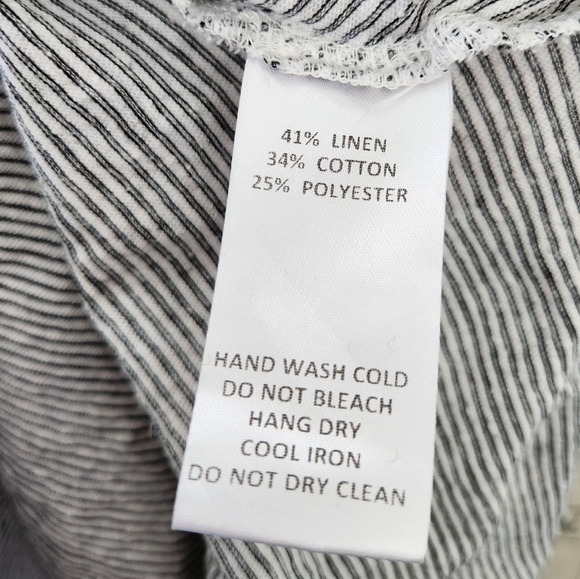 41% LINEN
34% COTTON
25% POLYESTER
HAND WASH COLD
DO NOT BLEACH
HANG DRY
COOL IRON
DO NOT DRY CLEAN